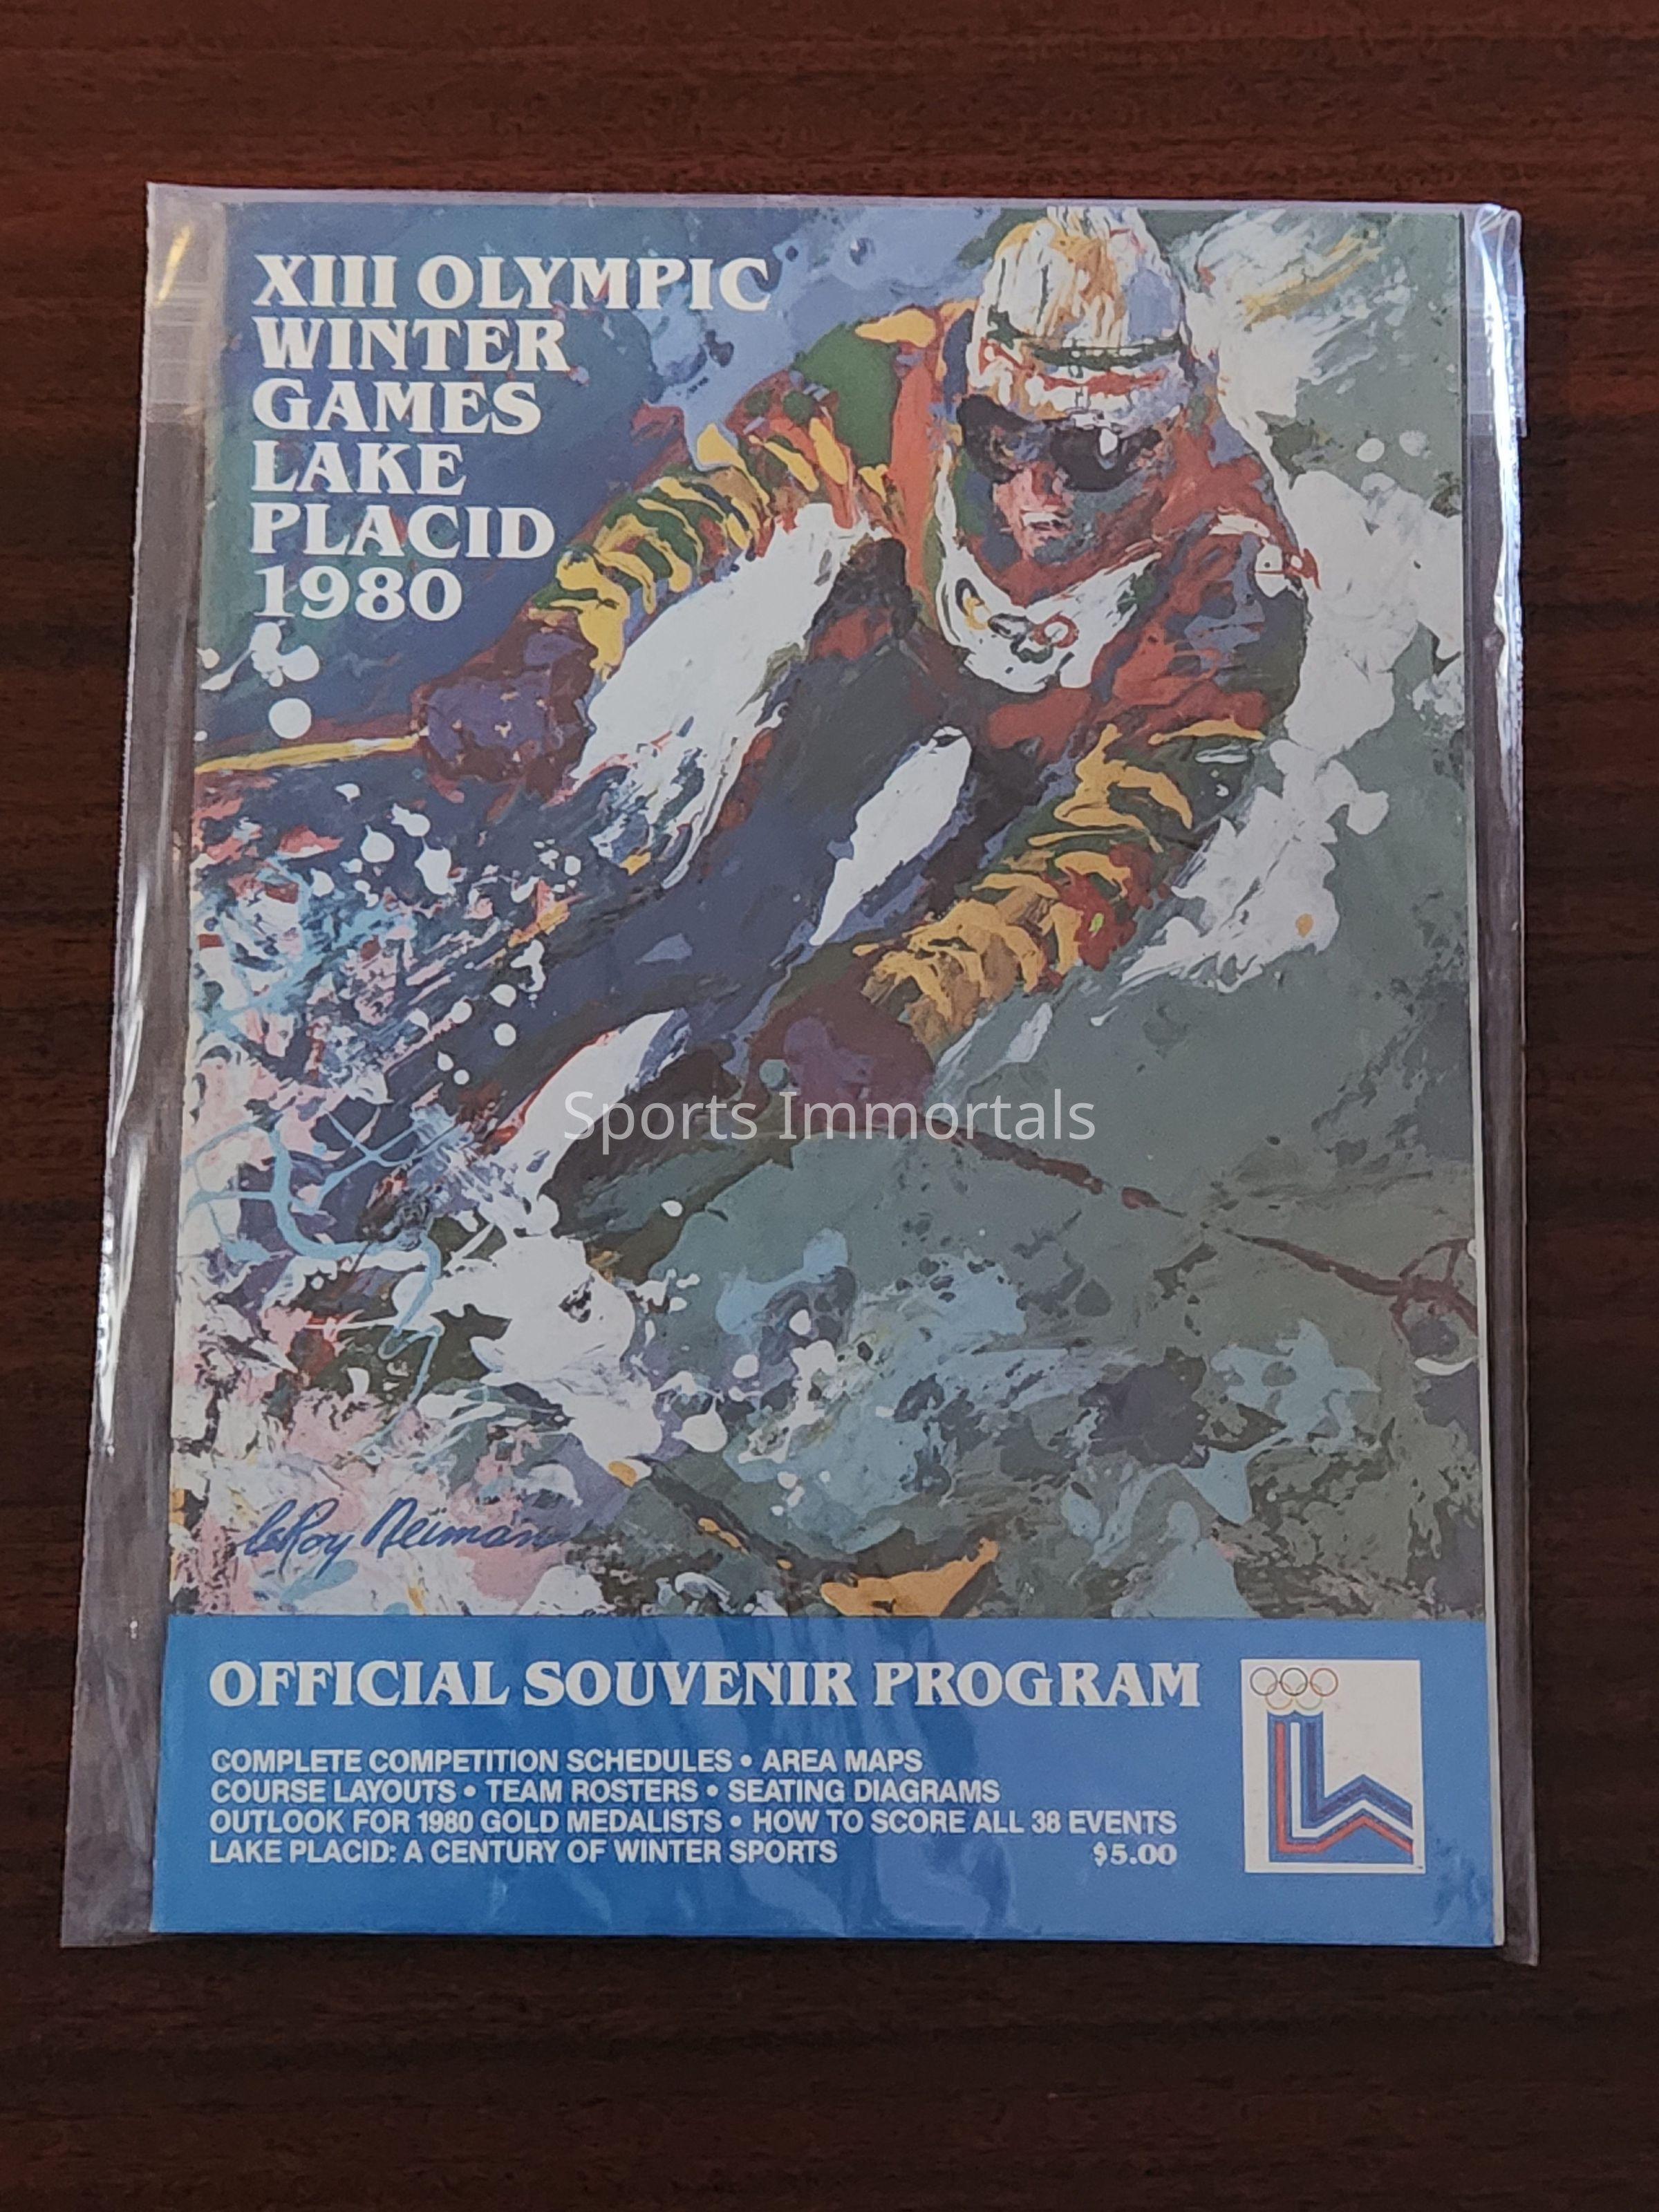 XIII OLYMPIC
WINTER
GAMES
LAKE
PLACID
1980
Sports Immortals
LeRoy Neiman
OFFICIAL SOUVENIR PROGRAM
COMPLETE COMPETITION SCHEDULES • AREA MAPS
COURSE LAYOUTS • TEAM ROSTERS • SEATING DIAGRAMS
OUTLOOK FOR 1980 GOLD MEDALISTS • HOW TO SCORE ALL 38 EVENTS
LAKE PLACID: A CENTURY OF WINTER SPORTS $5.00